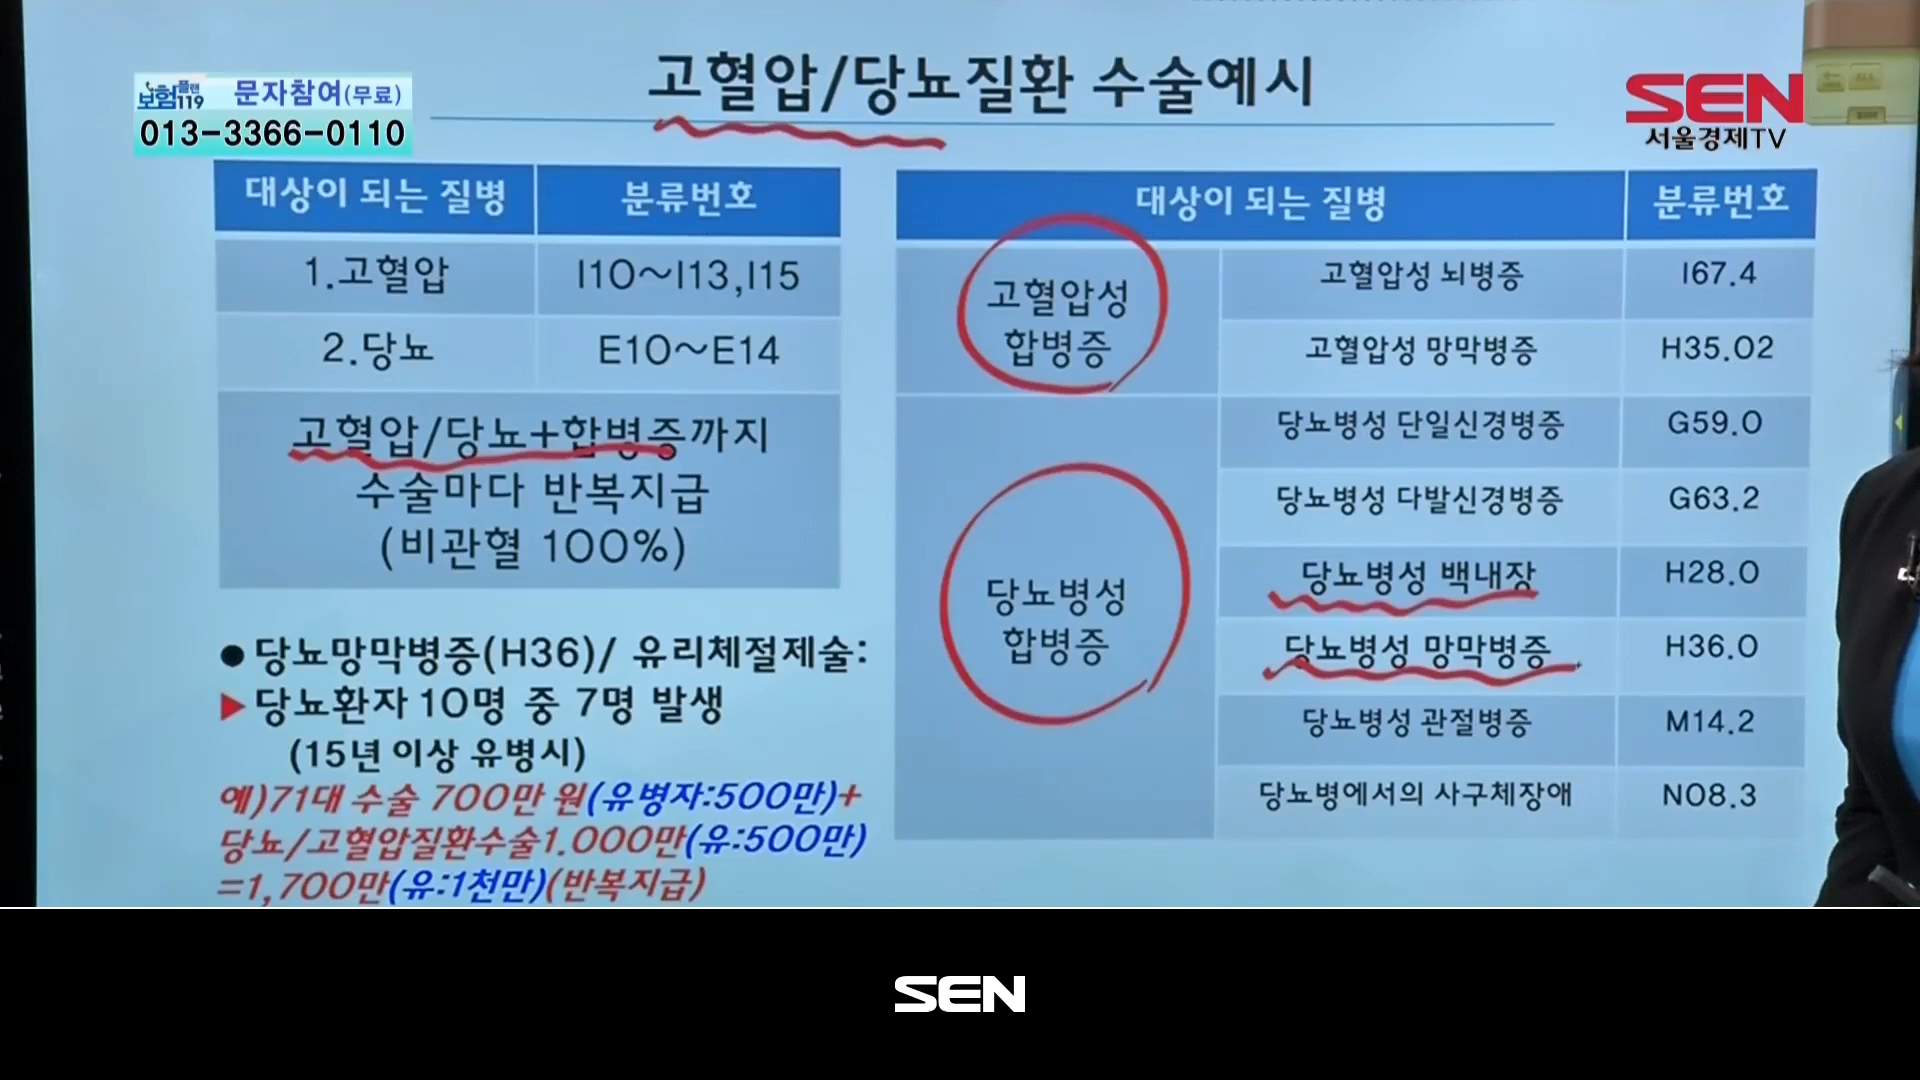 고혈압/당뇨질환 수술예시
보험플랜119 문자참여(무료)
013-3366-0110
SEN
서울경제TV
대상이 되는 질병 분류번호
1.고혈압 I10~I13,I15
2.당뇨 E10~E14
고혈압/당뇨+합병증까지
수술마다 반복지급
(비관혈 100%)
● 당뇨망막병증(H36)/ 유리체절제술:
▶ 당뇨환자 10명 중 7명 발생
(15년 이상 유병시)
예)71대 수술 700만 원(유병자:500만)+
당뇨/고혈압질환수술1.000만(유:500만)
=1,700만(유:1천만)(반복지급)
대상이 되는 질병 분류번호
고혈압성
합병증
고혈압성 뇌병증 I67.4
고혈압성 망막병증 H35.02
당뇨병성
합병증
당뇨병성 단일신경병증 G59.0
당뇨병성 다발신경병증 G63.2
당뇨병성 백내장 H28.0
당뇨병성 망막병증 H36.0
당뇨병성 관절병증 M14.2
당뇨병에서의 사구체장애 N08.3
SEN